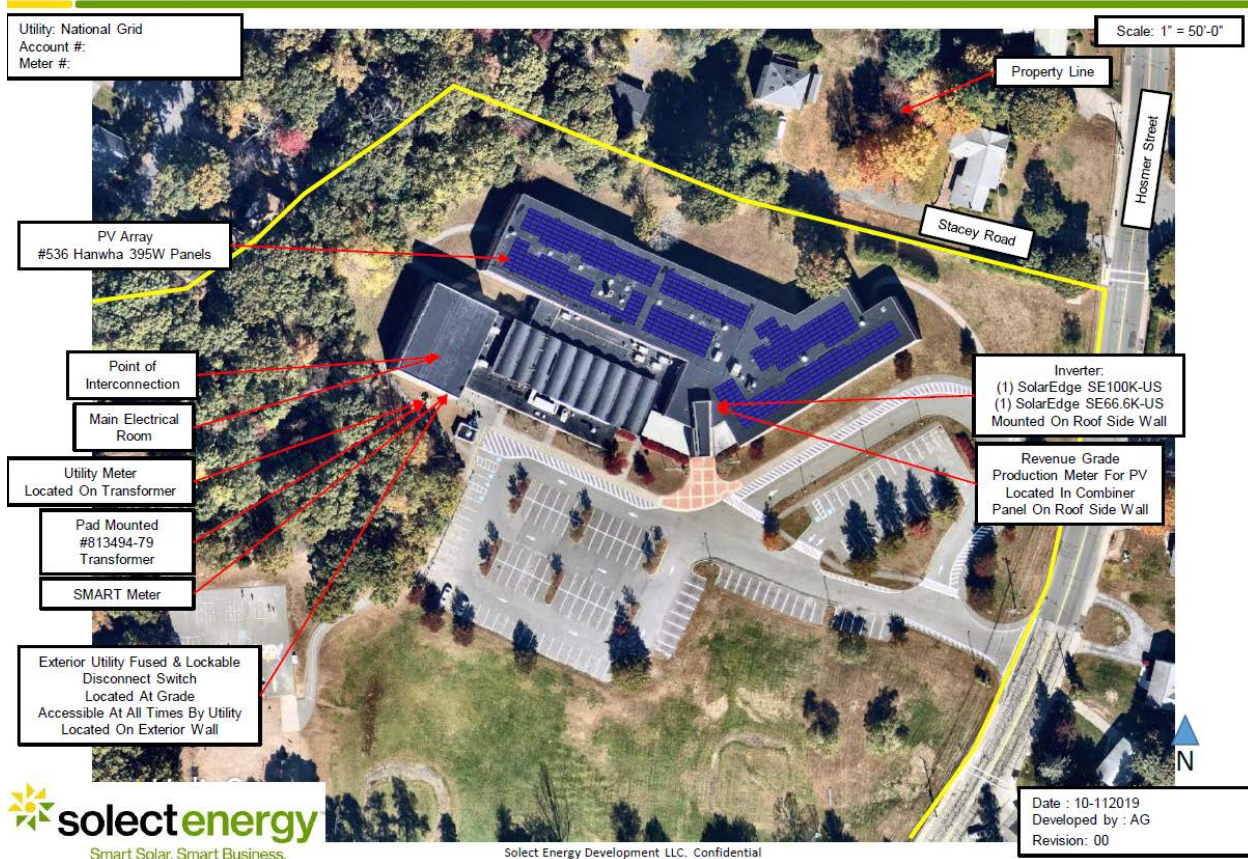 Utility: National Grid
Account #:
Meter #:
Scale: 1" = 50'-0"
Property Line
Hosmer Street
Stacey Road
PV Array
#536 Hanwha 395W Panels
Point of
Interconnection
Main Electrical
Room
Utility Meter
Located On Transformer
Pad Mounted
#813494-79
Transformer
SMART Meter
Exterior Utility Fused & Lockable
Disconnect Switch
Located At Grade
Accessible At All Times By Utility
Located On Exterior Wall
Inverter:
(1) SolarEdge SE100K-US
(1) SolarEdge SE66.6K-US
Mounted On Roof Side Wall
Revenue Grade
Production Meter For PV
Located In Combiner
Panel On Roof Side Wall
N
solectenergy
Smart Solar. Smart Business.
Solect Energy Development LLC. Confidential
Date : 10-112019
Developed by : AG
Revision: 00